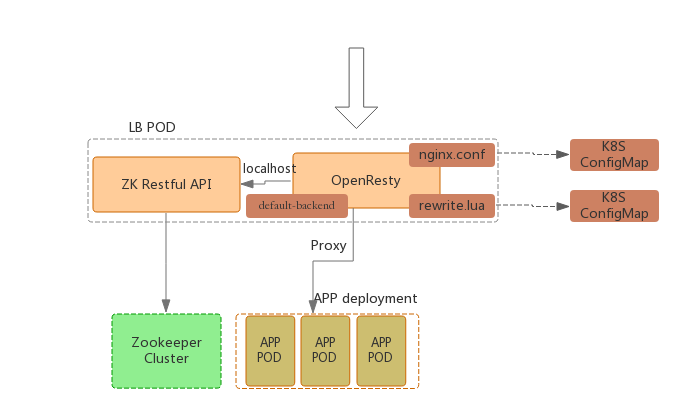 LB POD
nginx.conf
K8S
ConfigMap
localhost
ZK Restful API
OpenResty
default-backend
rewrite.lua
K8S
ConfigMap
Proxy
APP deployment
Zookeeper
Cluster
APP
POD
APP
POD
APP
POD